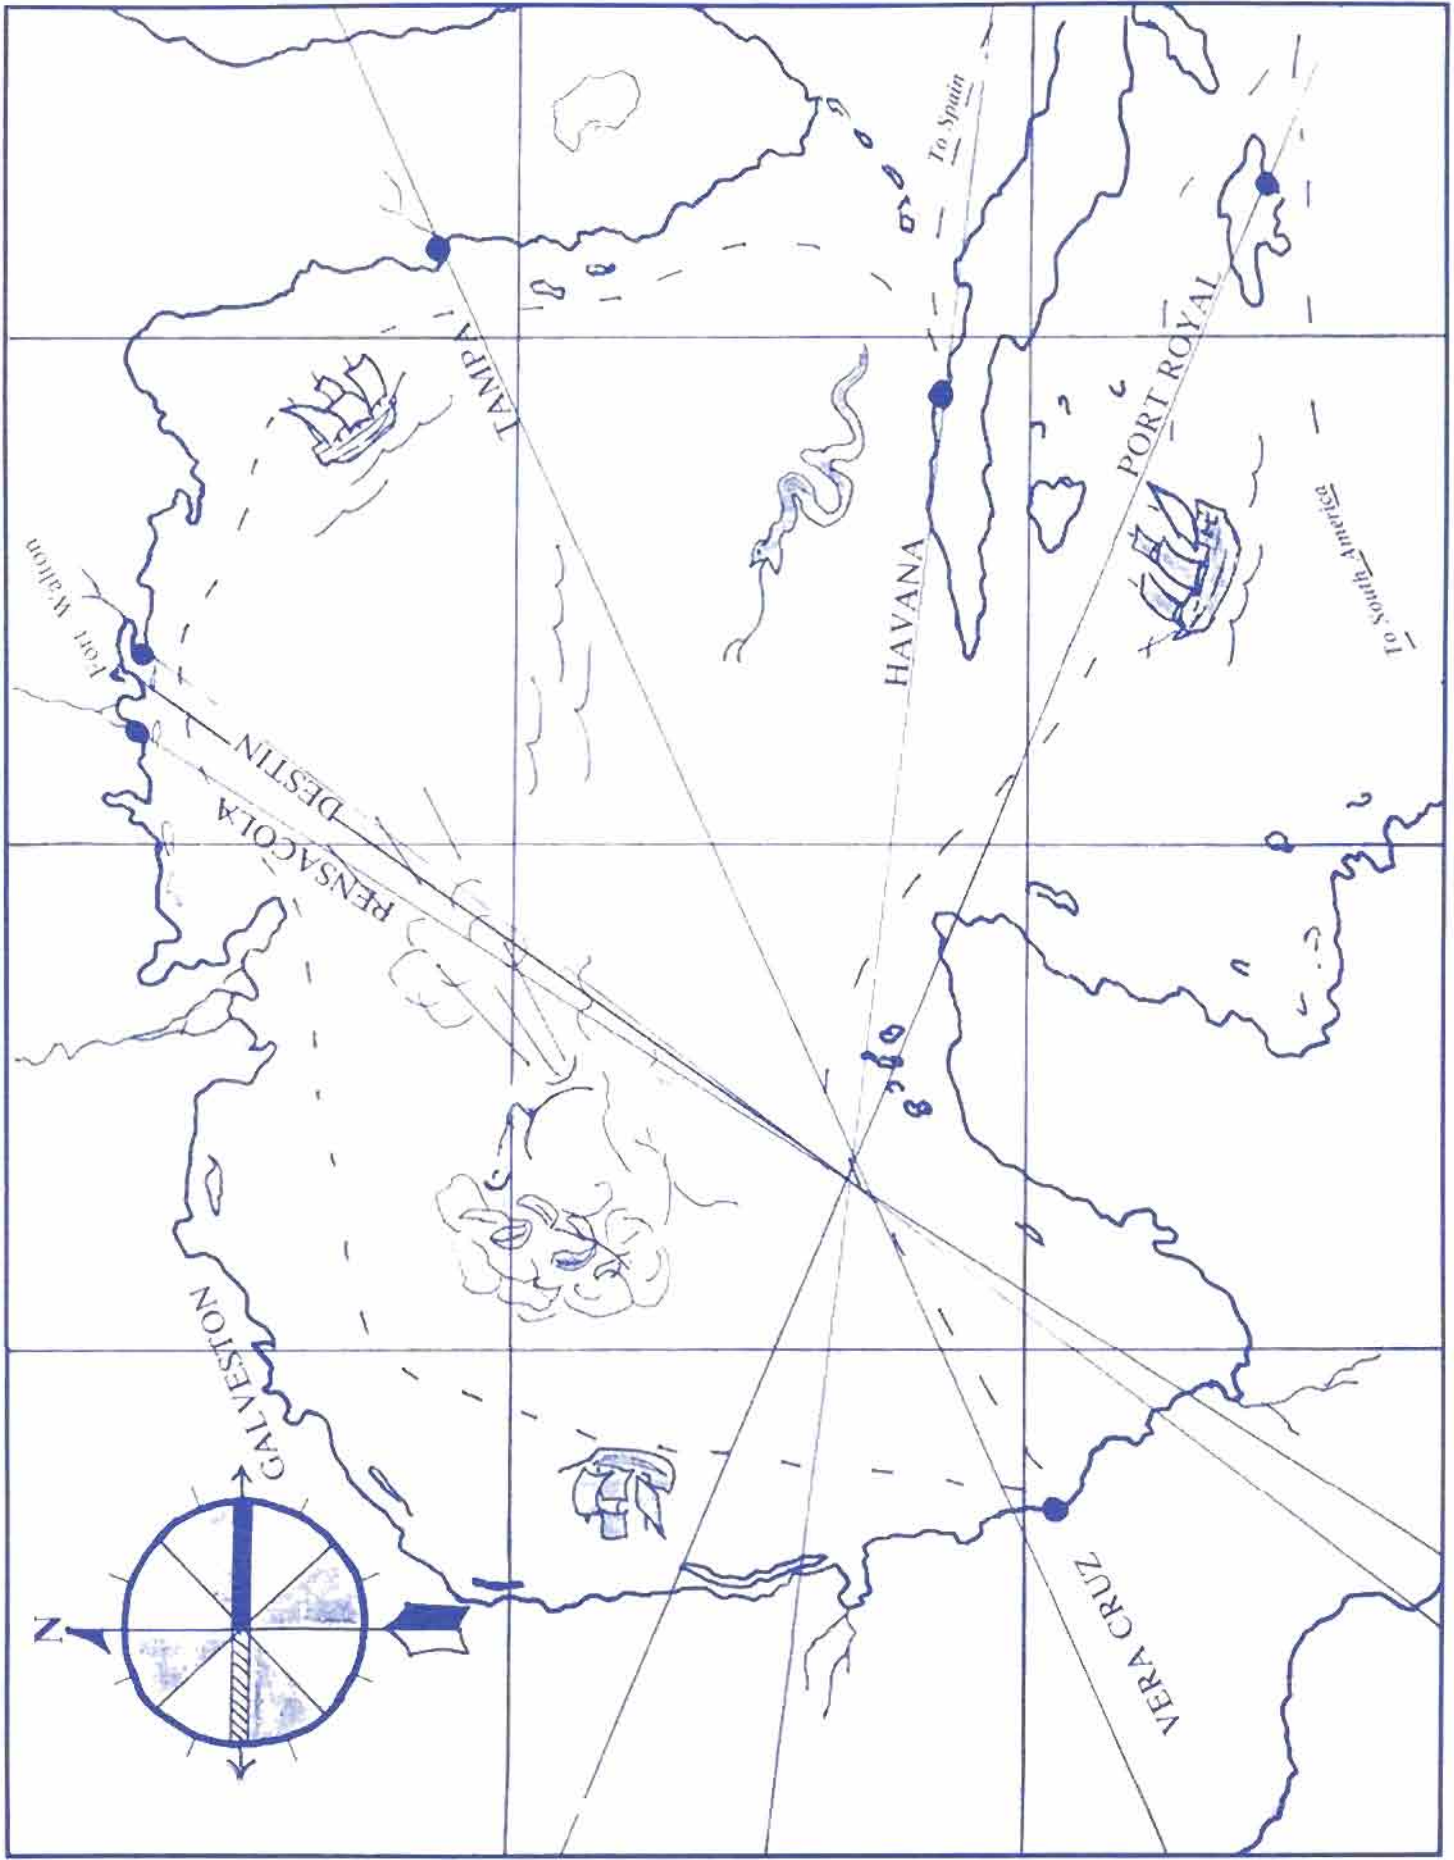 To Spain
TAMPA
PORT ROYAL
Fort Walton
HAVANA
To South America
DESTIN
PENSACOLA
GALVESTON
N
VERA CRUZ